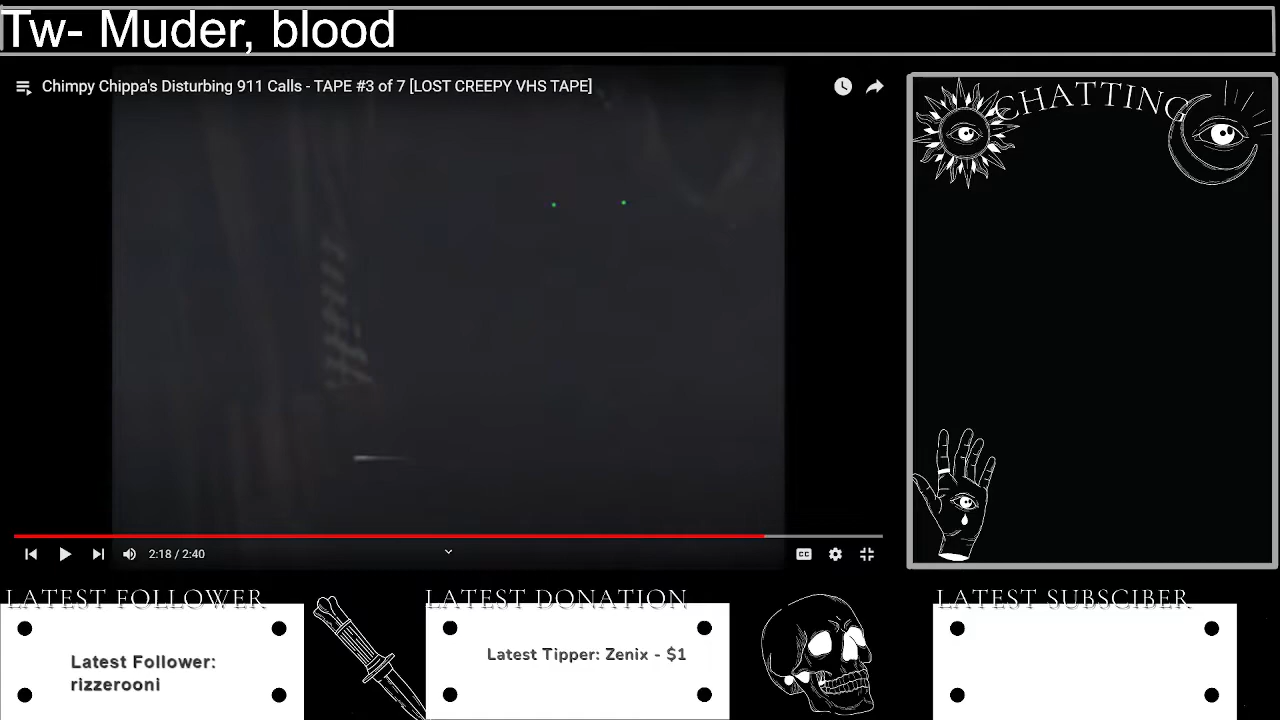 Tw- Muder, blood
Chimpy Chippa's Disturbing 911 Calls - TAPE #3 of 7 [LOST CREEPY VHS TAPE]
CHATTING
2:18 / 2:40
CC
LATEST FOLLOWER
Latest Follower:
rizzerooni
LATEST DONATION
Latest Tipper: Zenix - $1
LATEST SUBSCIBER